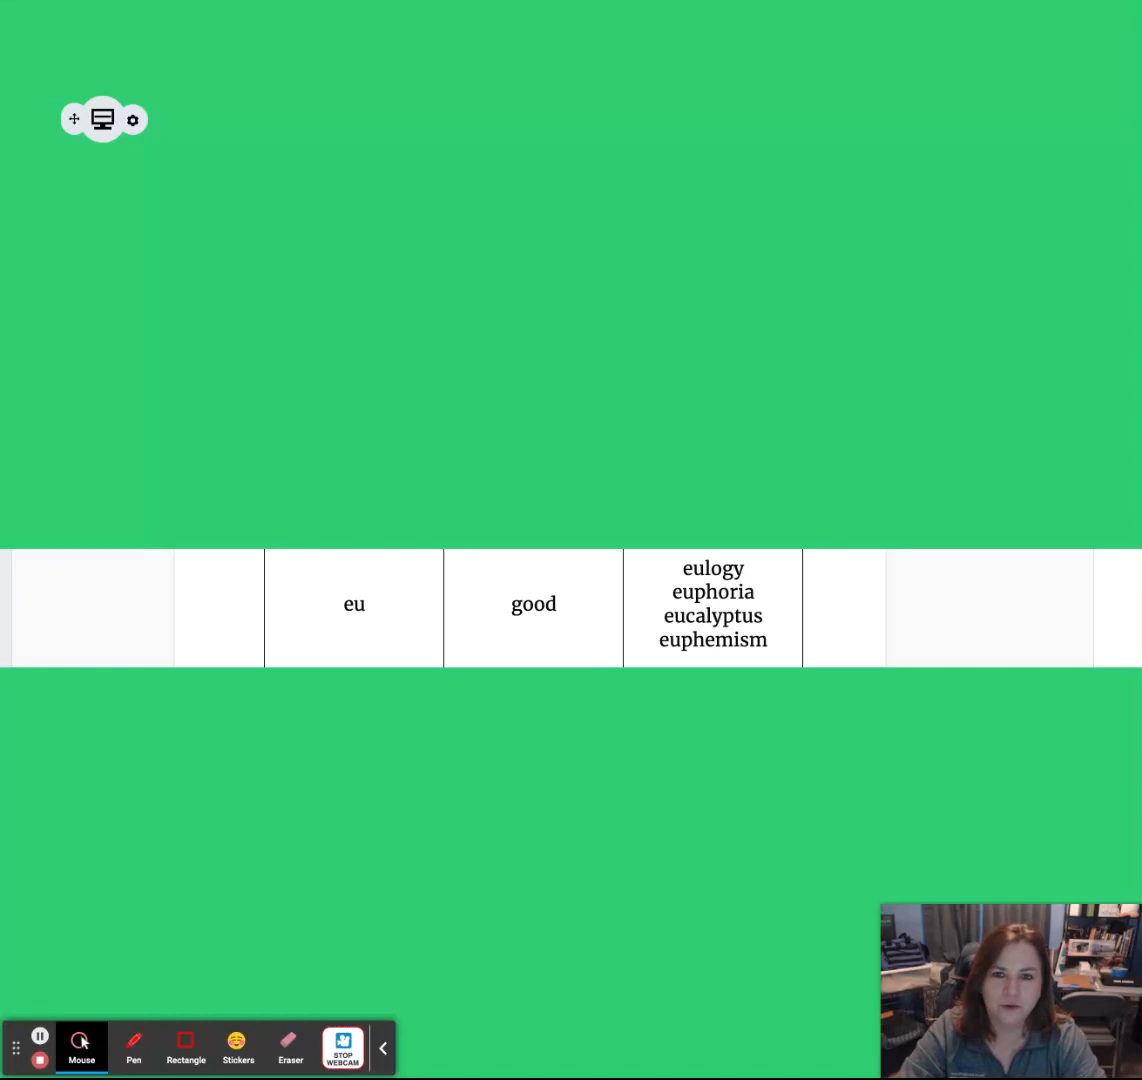 eu
good
eulogy
euphoria
eucalyptus
euphemism
Mouse
Pen
Rectangle
Stickers
Eraser
STOP
WEBCAM